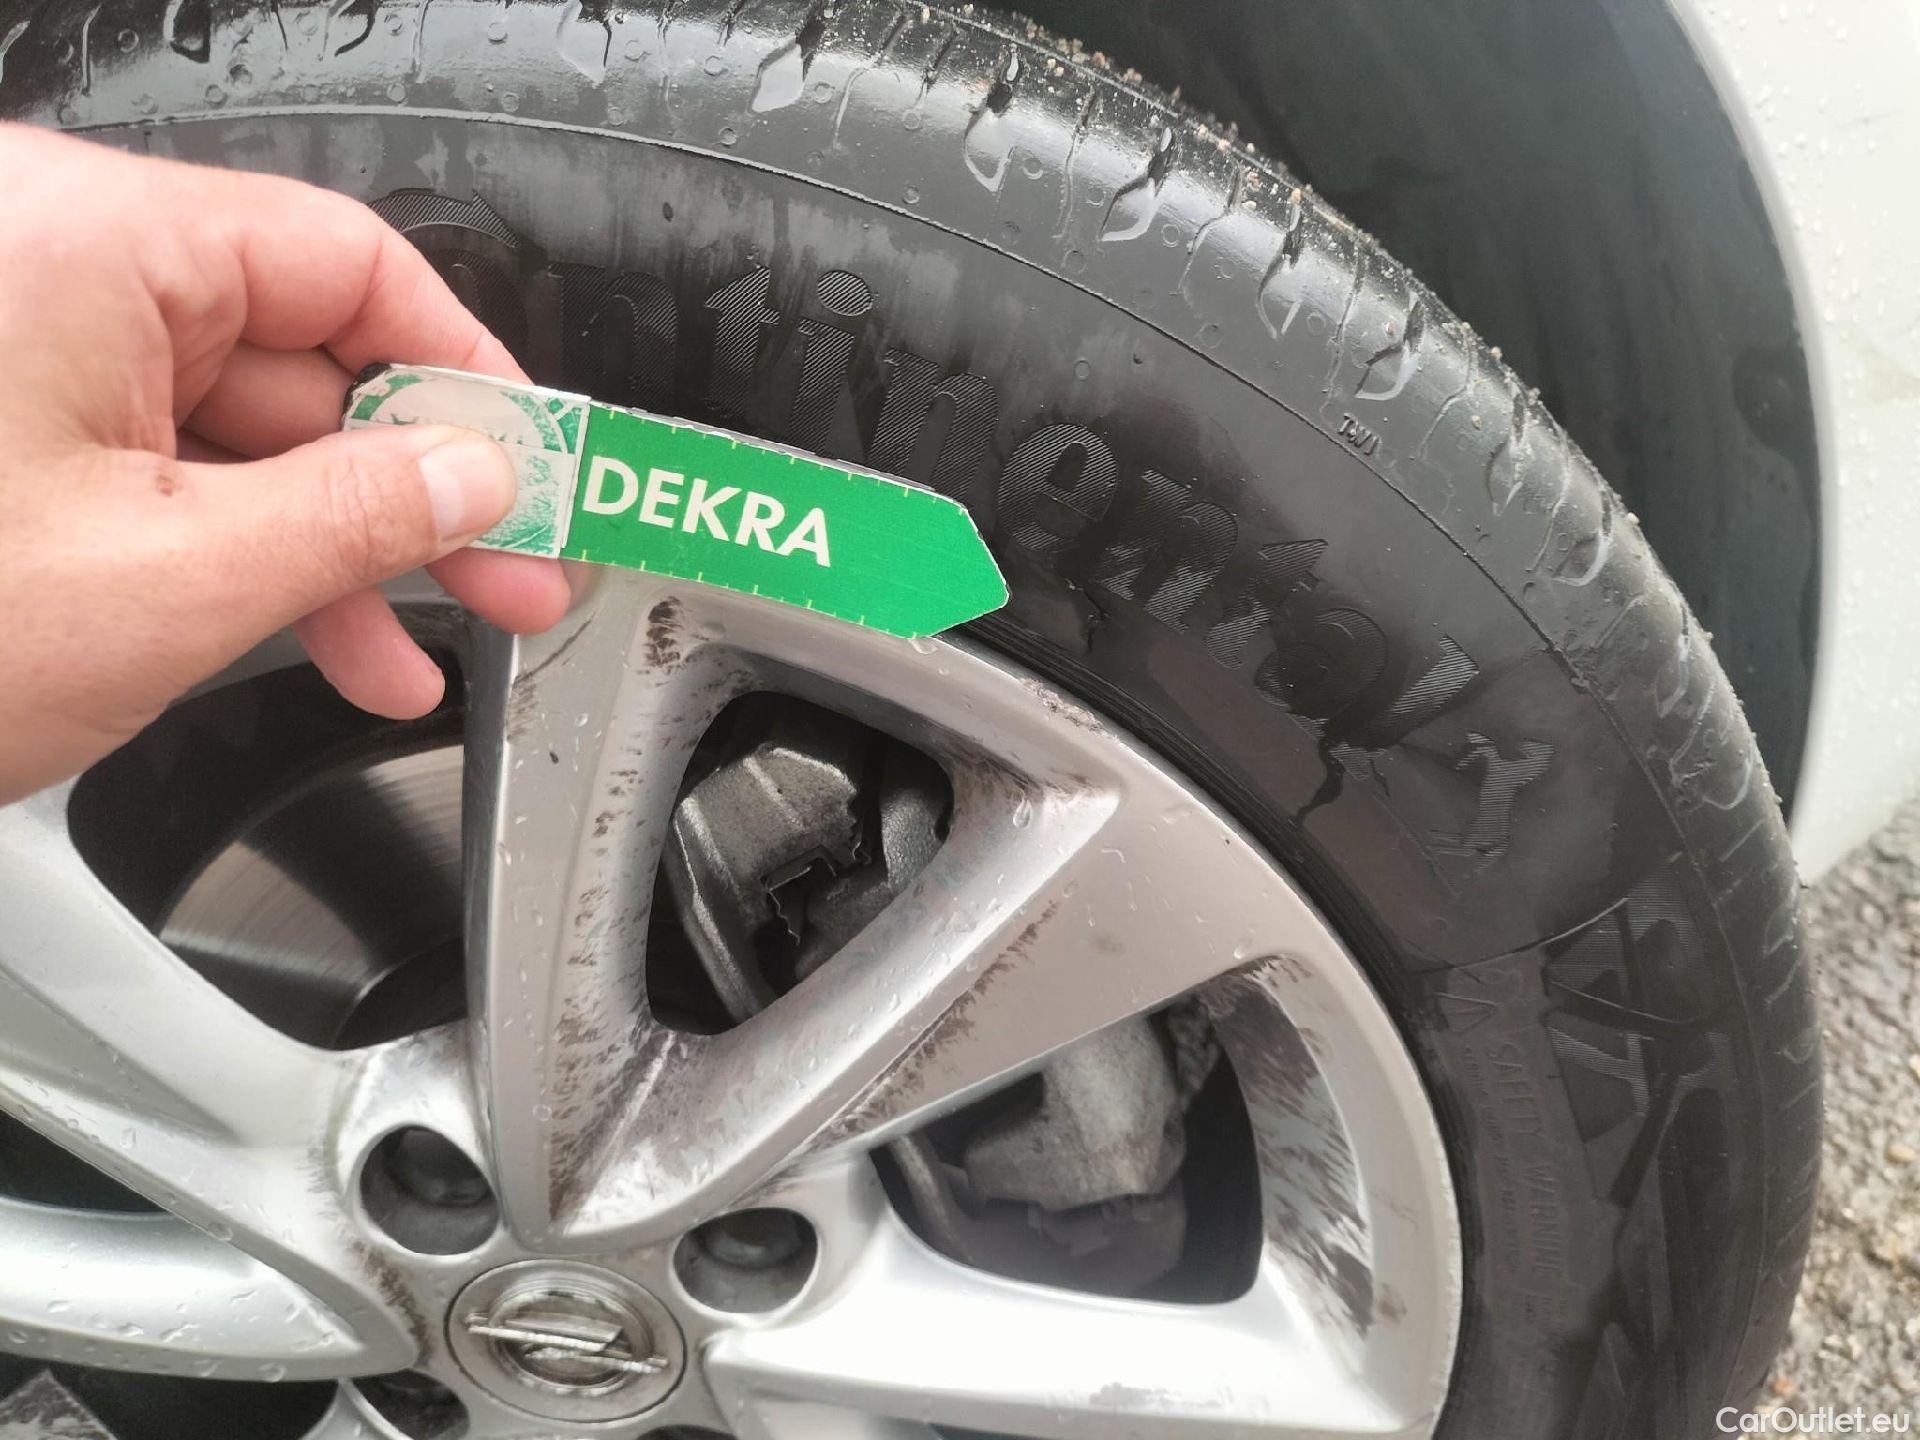 Continental
TWI
DEKRA
SAFETY WARNING
CarOutlet.eu